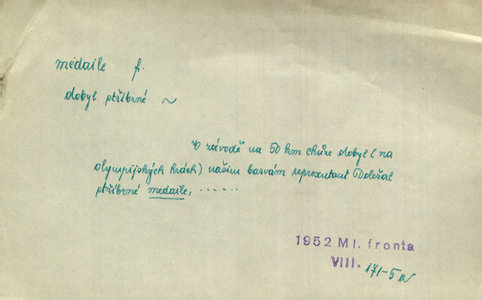 medaile f.
dobyl stříbrné ~
V závodě na 50 km chůze dobyl (na
olympijských hrách) našim barvám reprezentant Doležal
stříbrné medaile, .....
1952 Ml. fronta
VIII. 171-5